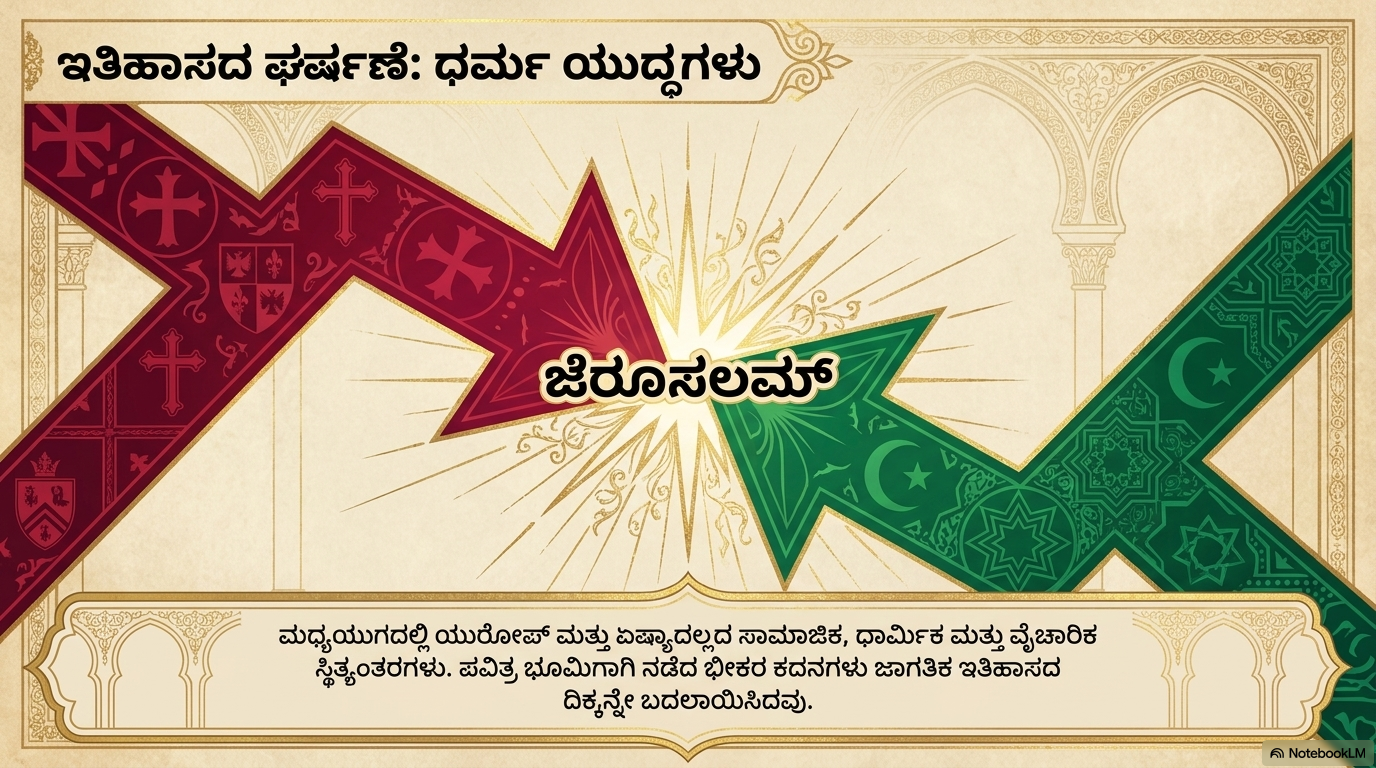 ಇತಿಹಾಸದ ಘರ್ಷಣೆ: ಧರ್ಮ ಯುದ್ಧಗಳು
ಜೆರೂಸಲಮ್
ಮಧ್ಯಯುಗದಲ್ಲಿ ಯುರೋಪ್ ಮತ್ತು ಏಷ್ಯಾದಲ್ಲದ ಸಾಮಾಜಿಕ, ಧಾರ್ಮಿಕ ಮತ್ತು ವೈಚಾರಿಕ
ಸ್ಥಿತ್ಯಂತರಗಳು. ಪವಿತ್ರ ಭೂಮಿಗಾಗಿ ನಡೆದ ಭೀಕರ ಕದನಗಳು ಜಾಗತಿಕ ಇತಿಹಾಸದ
ದಿಕ್ಕನ್ನೇ ಬದಲಾಯಿಸಿದವು.
NotebookLM